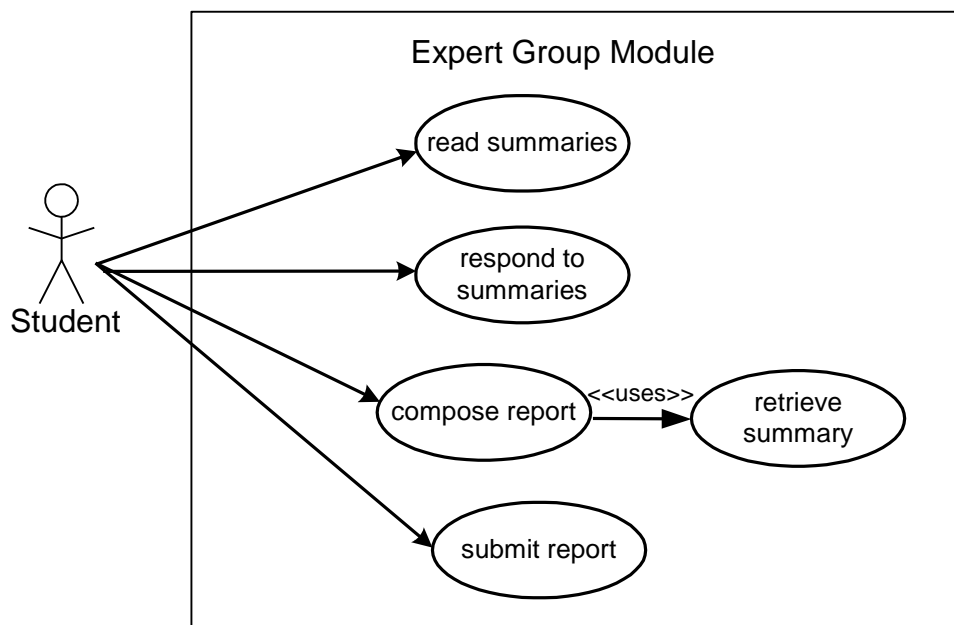 Expert Group Module
read summaries
respond to
summaries
Student
compose report
<<uses>>
retrieve
summary
submit report